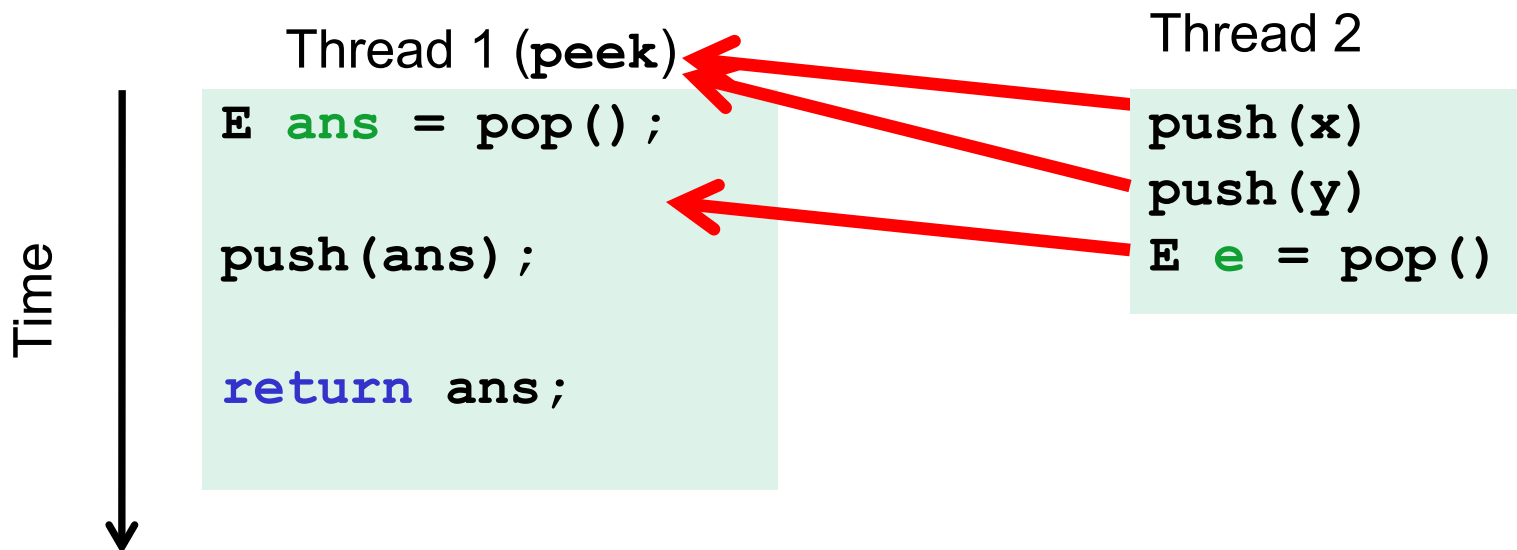 Thread 1 (peek)
E ans = pop();
push(ans);
return ans;
Thread 2
push(x)
push(y)
E e = pop()
Time